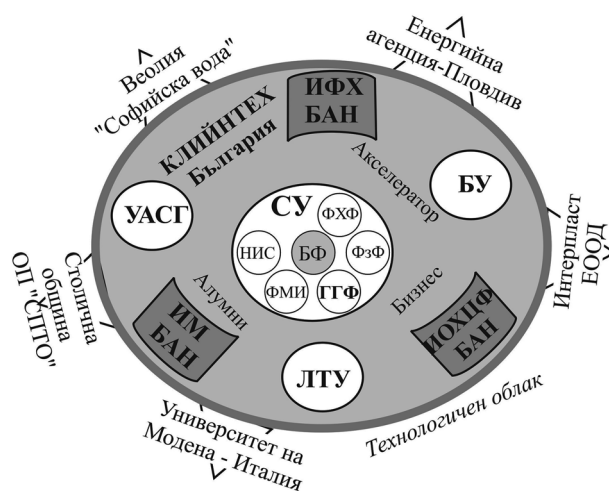 Веолия
"Софийска вода"
Енергийна
агенция-Пловдив
КЛИЙНТЕХ
България
ИФХ
БАН
Акселератор
БУ
УАСГ
СУ
ФХФ
НИС
БФ
ФзФ
ФМИ
ГГФ
Интерпласт
ЕООД
Столична
община
ОП "СПТО"
Алумни
Бизнес
ИМ
БАН
ИОХЦФ
БАН
ЛТУ
Университет на
Модена - Италия
Технологичен облак